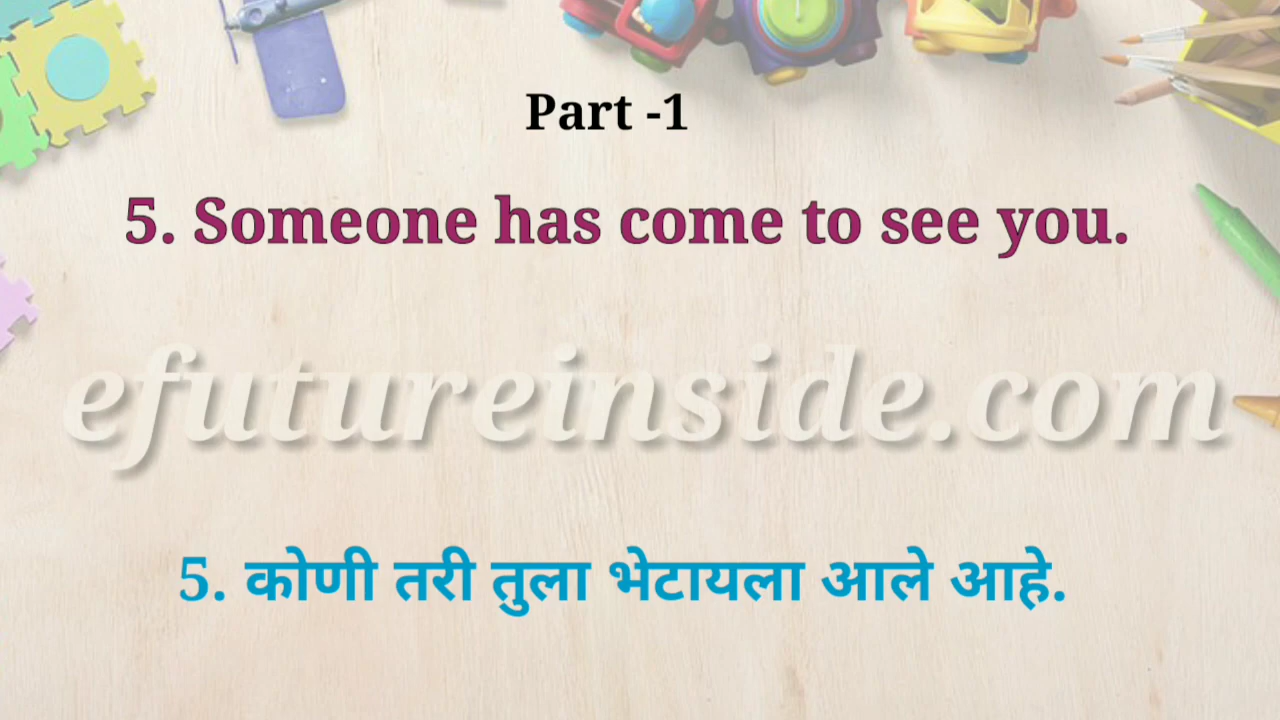 Part -1
5. Someone has come to see you.
efutureinside.com
5. कोणी तरी तुला भेटायला आले आहे.